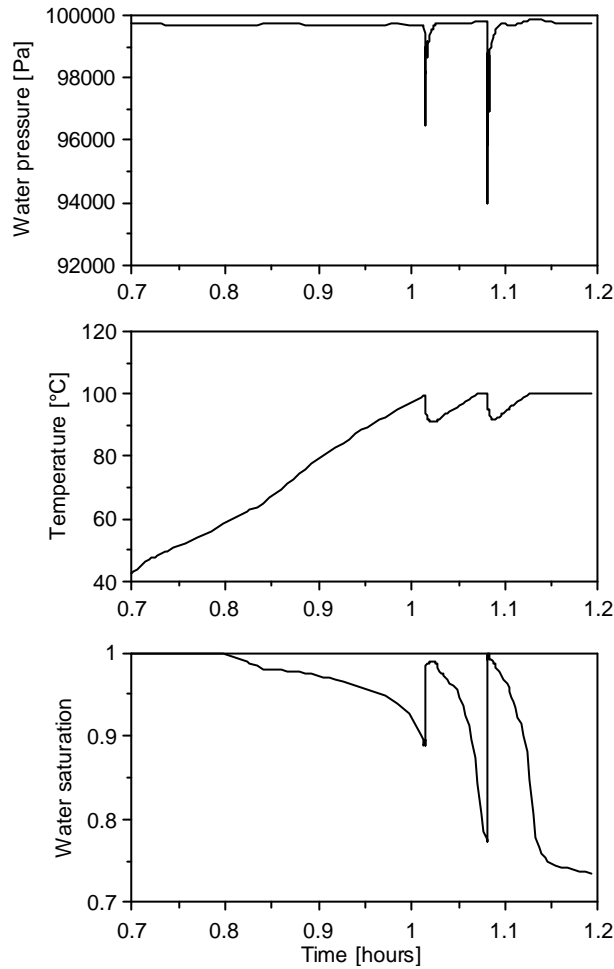 100000
98000
96000
94000
92000
Water pressure [Pa]
0.7 0.8 0.9 1 1.1 1.2
120
100
80
60
40
Temperature [°C]
0.7 0.8 0.9 1 1.1 1.2
1
0.9
0.8
0.7
Water saturation
0.7 0.8 0.9 1 1.1 1.2
Time [hours]